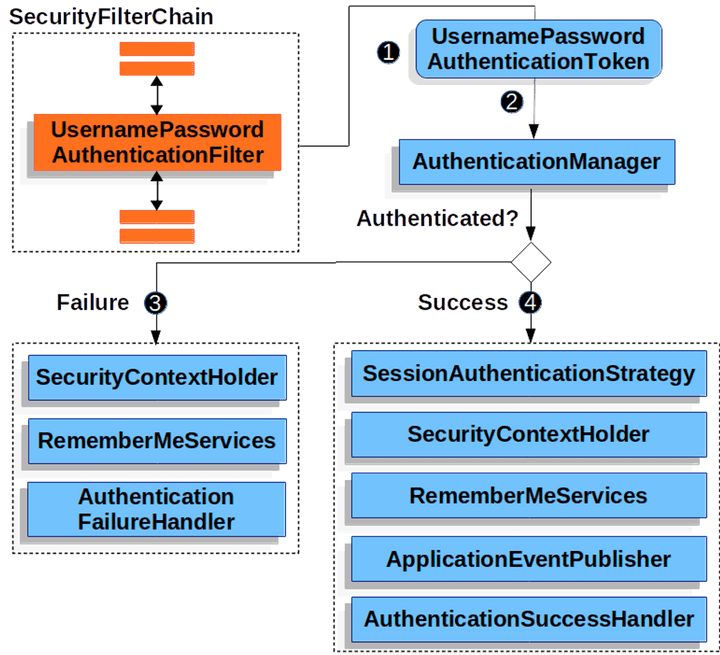 SecurityFilterChain
UsernamePassword
AuthenticationFilter
1
UsernamePassword
AuthenticationToken
2
AuthenticationManager
Authenticated?
Failure 3
Success 4
SecurityContextHolder
RememberMeServices
Authentication
FailureHandler
SessionAuthenticationStrategy
SecurityContextHolder
RememberMeServices
ApplicationEventPublisher
AuthenticationSuccessHandler